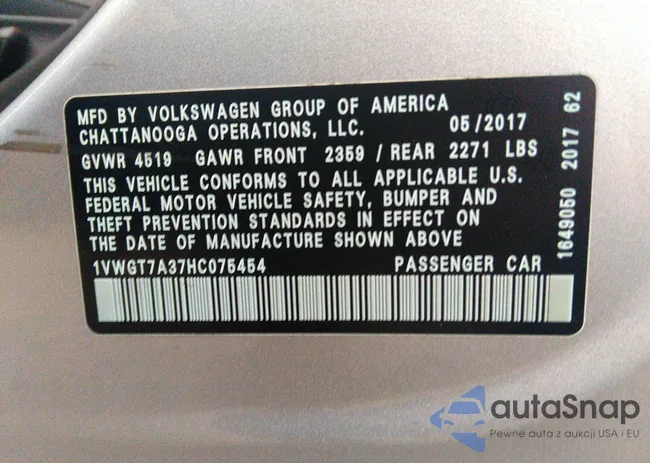 MFD BY VOLKSWAGEN GROUP OF AMERICA
CHATTANOOGA OPERATIONS, LLC. 05/2017
GVWR 4519 GAWR FRONT 2359 / REAR 2271 LBS
THIS VEHICLE CONFORMS TO ALL APPLICABLE U.S.
FEDERAL MOTOR VEHICLE SAFETY, BUMPER AND
THEFT PREVENTION STANDARDS IN EFFECT ON
THE DATE OF MANUFACTURE SHOWN ABOVE
1VWGT7A37HC075454 PASSENGER CAR
1649050 2017 62
autaSnap
Pewne auta z aukcji USA i EU